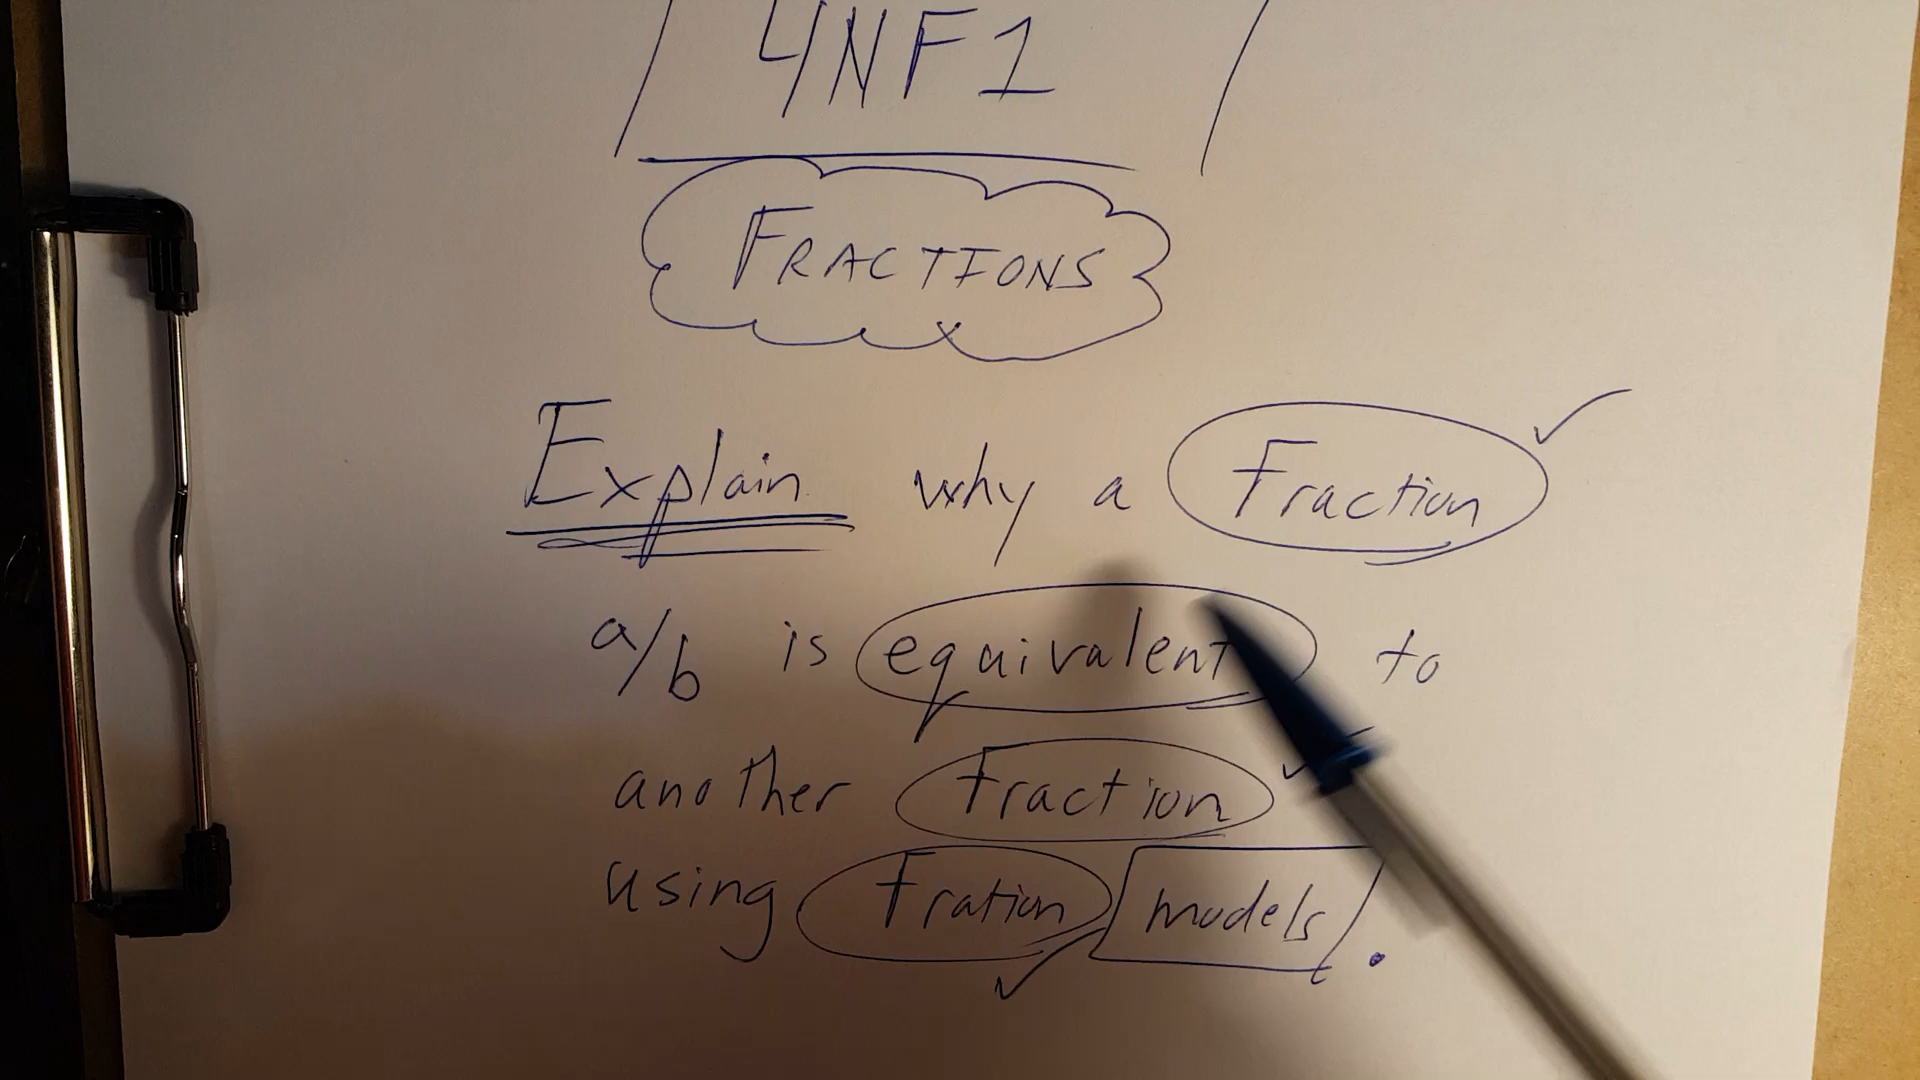 4NF1
FRACTIONS
Explain why a Fraction
a/b is equivalent to
another Fraction
using Fration models.